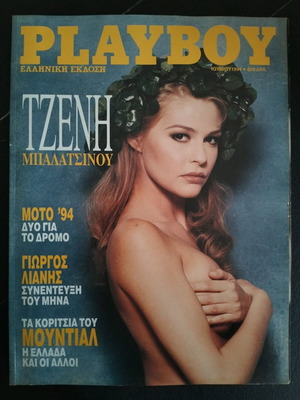 PLAYBOY
ΕΛΛΗΝΙΚΗ ΕΚΔΟΣΗ
ΤΖΕΝΗ
ΜΠΑΛΑΤΣΙΝΟΥ
ΜΟΤΟ '94
ΔΥΟ ΓΙΑ
ΤΟ ΔΡΟΜΟ
ΓΙΩΡΓΟΣ
ΛΙΑΝΗΣ
ΣΥΝΕΝΤΕΥΞΗ
ΤΟΥ ΜΗΝΑ
ΤΑ ΚΟΡΙΤΣΙΑ ΤΟΥ
ΜΟΥΝΤΙΑΛ
Η ΕΛΛΑΔΑ
ΚΑΙ ΟΙ ΑΛΛΟΙ